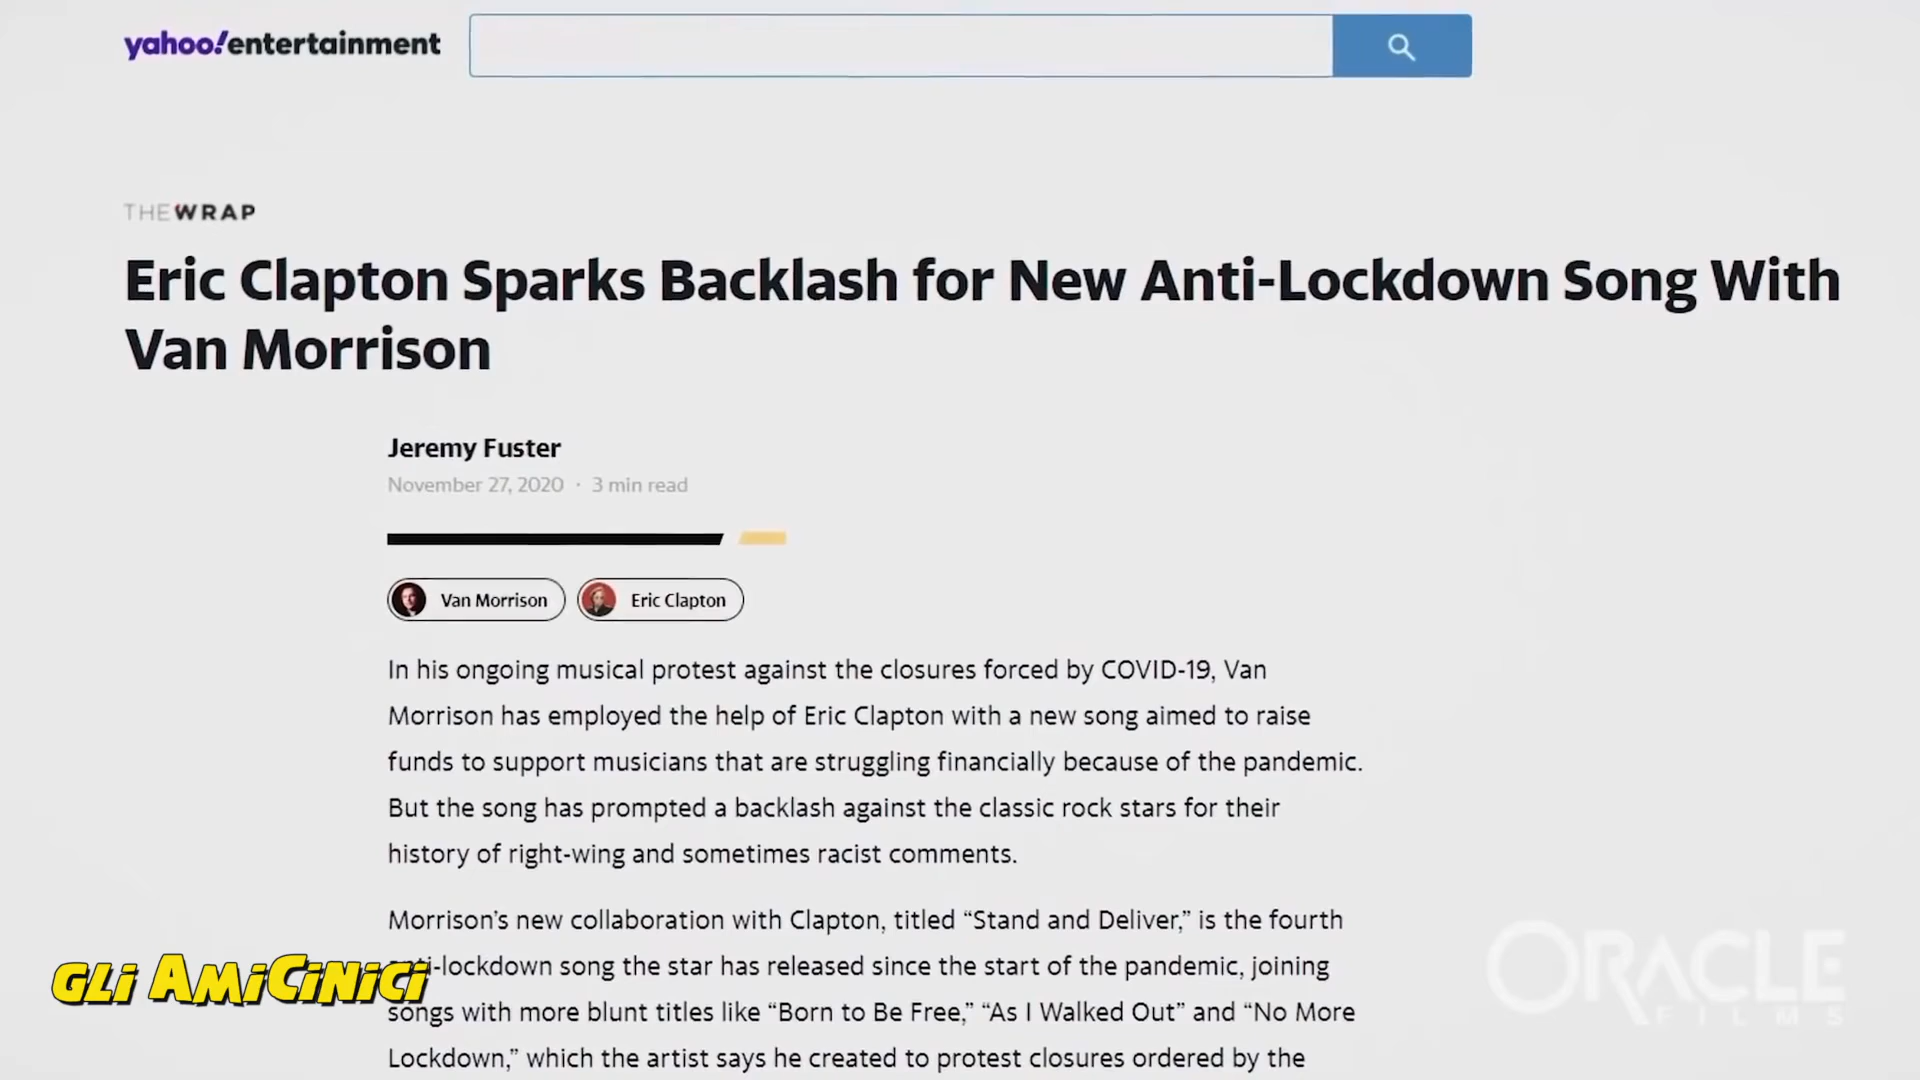 yahoo!entertainment
THEWRAP
Eric Clapton Sparks Backlash for New Anti-Lockdown Song With
Van Morrison
Jeremy Fuster
November 27, 2020 · 3 min read
Van Morrison Eric Clapton
In his ongoing musical protest against the closures forced by COVID-19, Van
Morrison has employed the help of Eric Clapton with a new song aimed to raise
funds to support musicians that are struggling financially because of the pandemic.
But the song has prompted a backlash against the classic rock stars for their
history of right-wing and sometimes racist comments.
Morrison's new collaboration with Clapton, titled “Stand and Deliver,” is the fourth
anti-lockdown song the star has released since the start of the pandemic, joining
songs with more blunt titles like “Born to Be Free,” “As I Walked Out” and “No More
Lockdown,” which the artist says he created to protest closures ordered by the
GLi AMiCiNiCi
ORACLE
FILMS